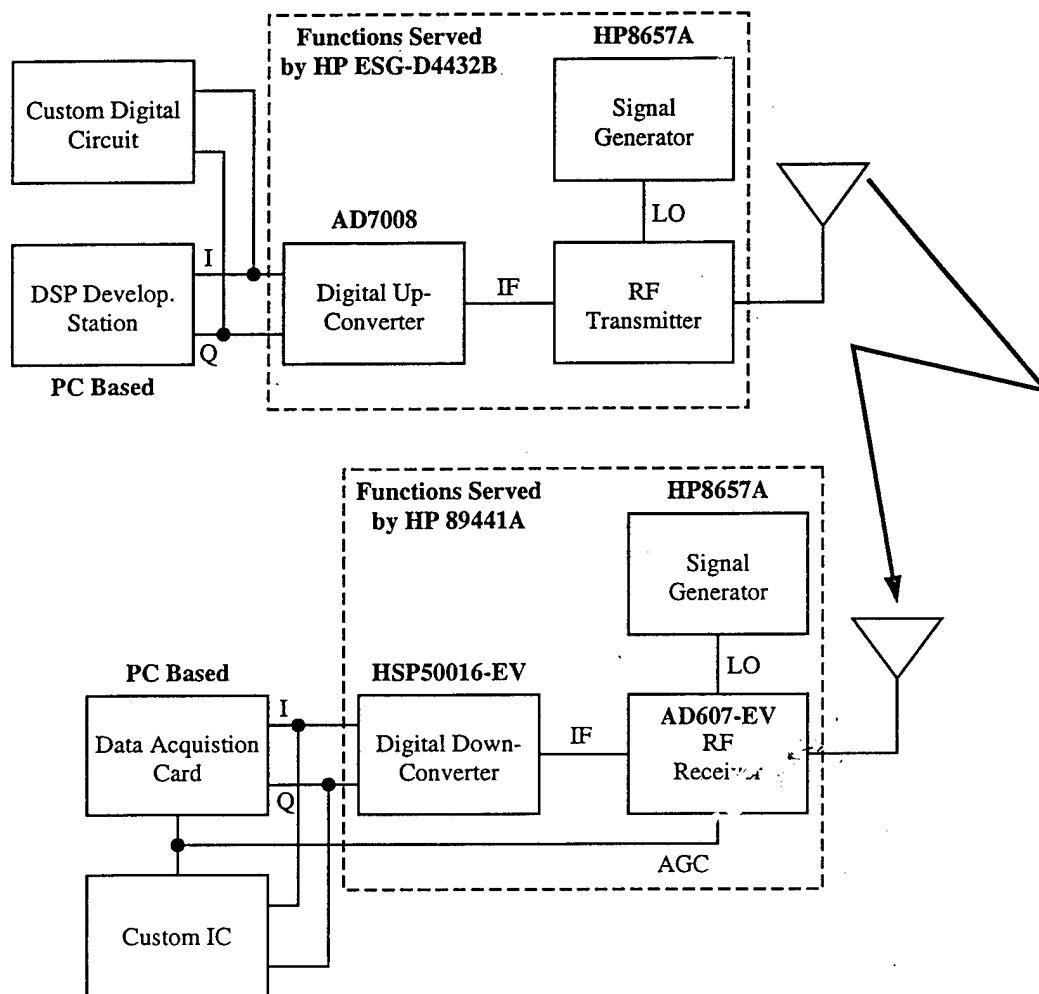 Functions Served
by HP ESG-D4432B
HP8657A
Custom Digital
Circuit
Signal
Generator
LO
AD7008
I
DSP Develop.
Station
Q
Digital Up-
Converter
IF
RF
Transmitter
PC Based
Functions Served
by HP 89441A
HP8657A
Signal
Generator
LO
PC Based
HSP50016-EV
I
Data Acquistion
Card
Q
Digital Down-
Converter
IF
AD607-EV
RF
Receiver
AGC
Custom IC